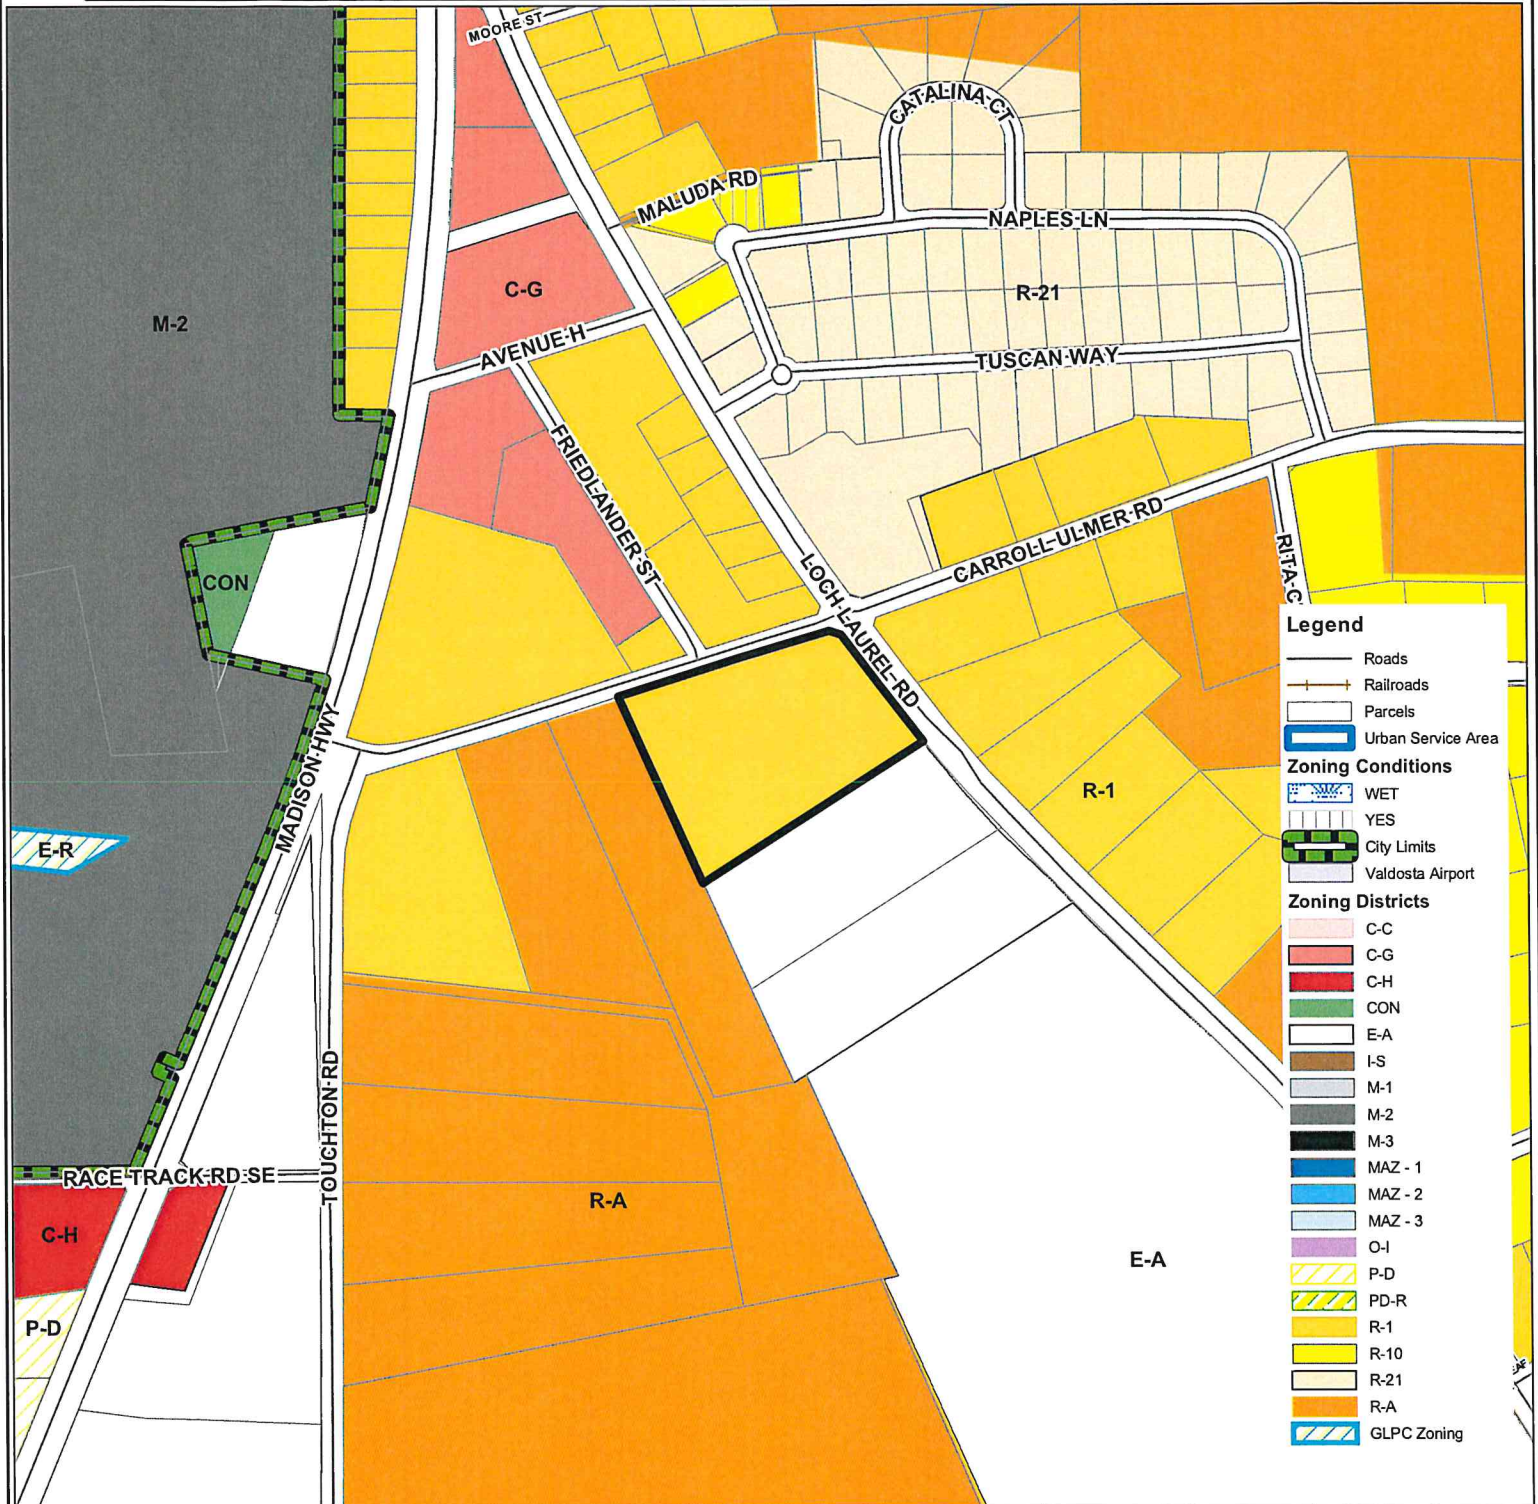 MOORE ST
CATALINA CT
MALUDA RD
NAPLES LN
C-G
R-21
M-2
AVENUE H
TUSCAN WAY
FRIEDLANDER ST
CARROLL ULMER RD
LOCH LAUREL RD
RITA C
CON
MADISON HWY
R-1
E-R
TOUCHTON RD
RACE TRACK RD SE
R-A
C-H
E-A
P-D
Legend
Roads
Railroads
Parcels
Urban Service Area
Zoning Conditions
WET
YES
City Limits
Valdosta Airport
Zoning Districts
C-C
C-G
C-H
CON
E-A
I-S
M-1
M-2
M-3
MAZ - 1
MAZ - 2
MAZ - 3
O-I
P-D
PD-R
R-1
R-10
R-21
R-A
GLPC Zoning